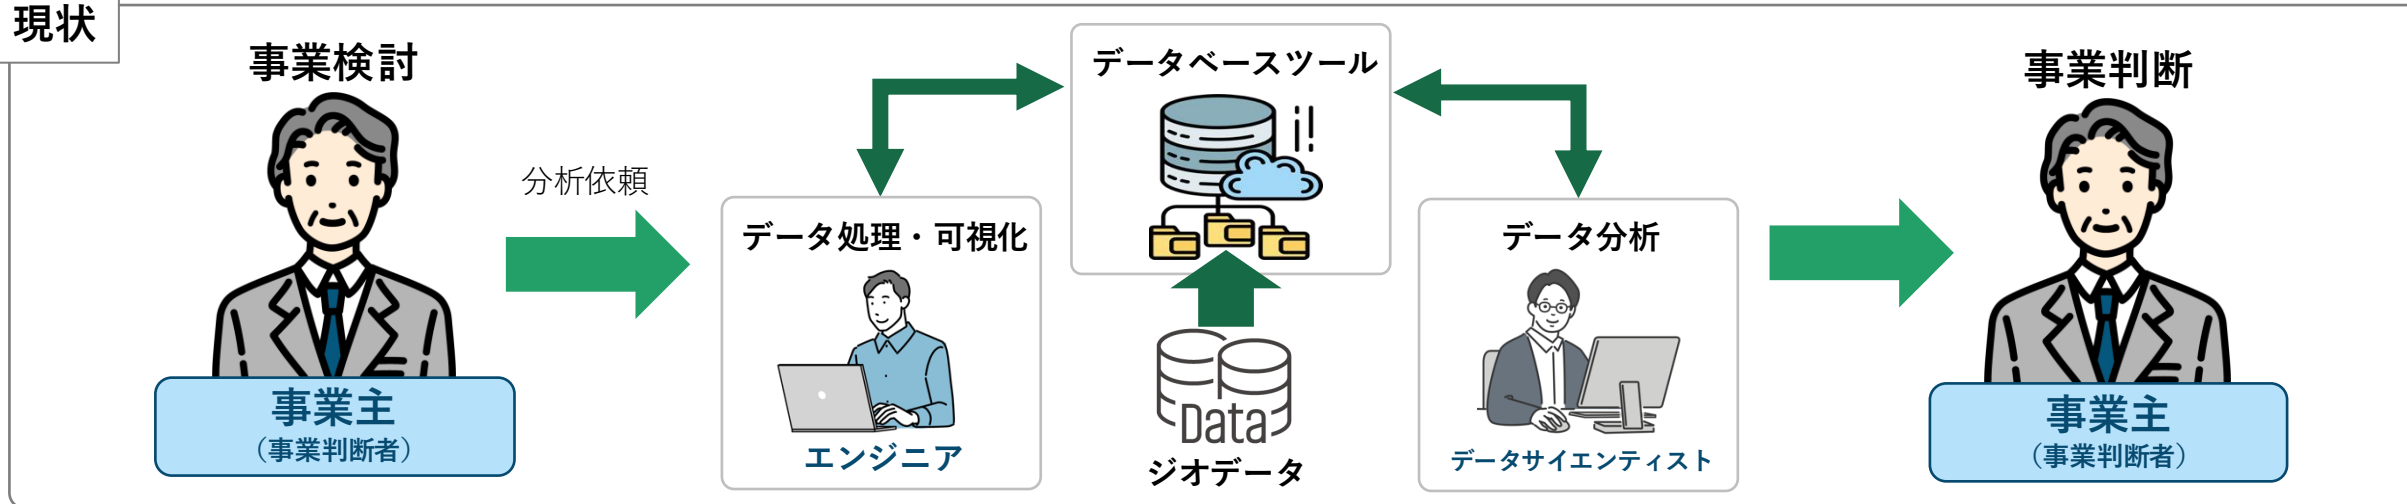 現状
事業検討
事業主
（事業判断者）
分析依頼
データ処理・可視化
エンジニア
データベースツール
Data
ジオデータ
データ分析
データサイエンティスト
事業判断
事業主
（事業判断者）